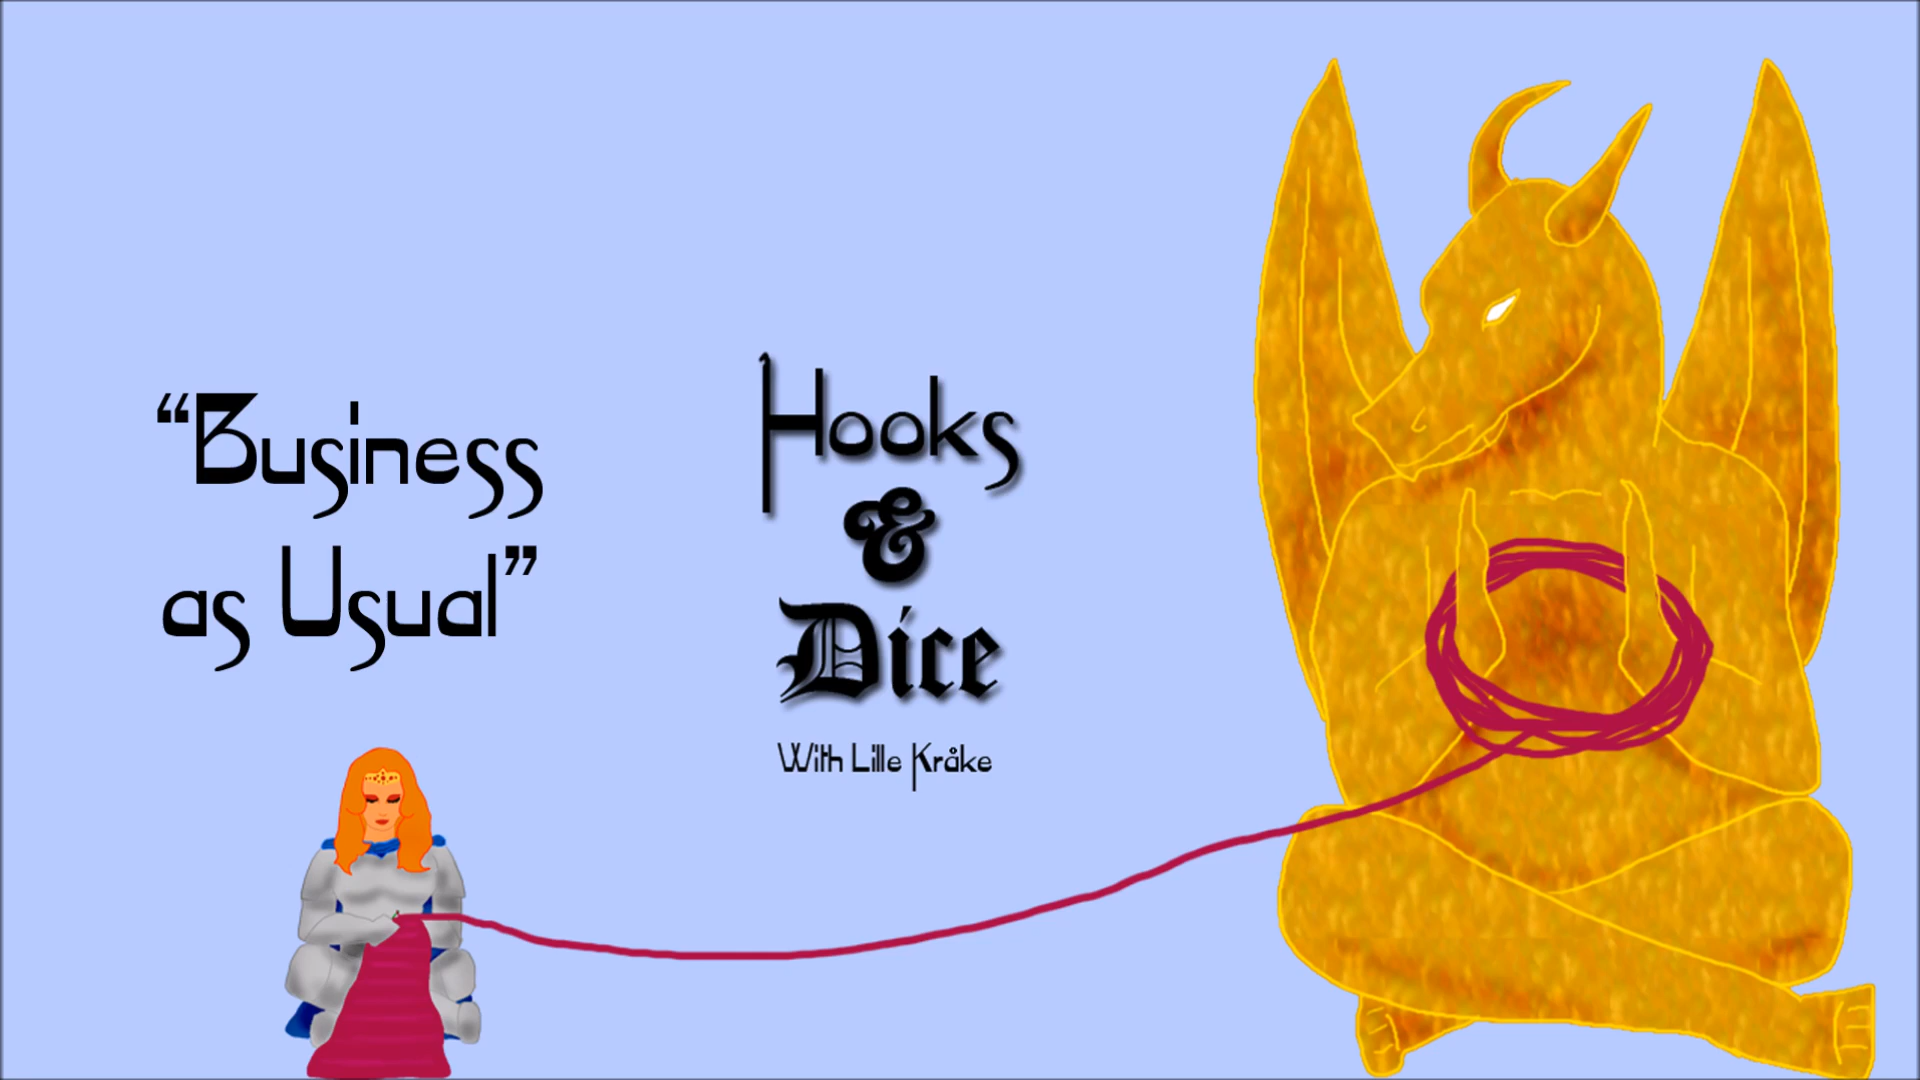 “Business
as Usual”
Hooks
&
Dice
With Lille Kråke